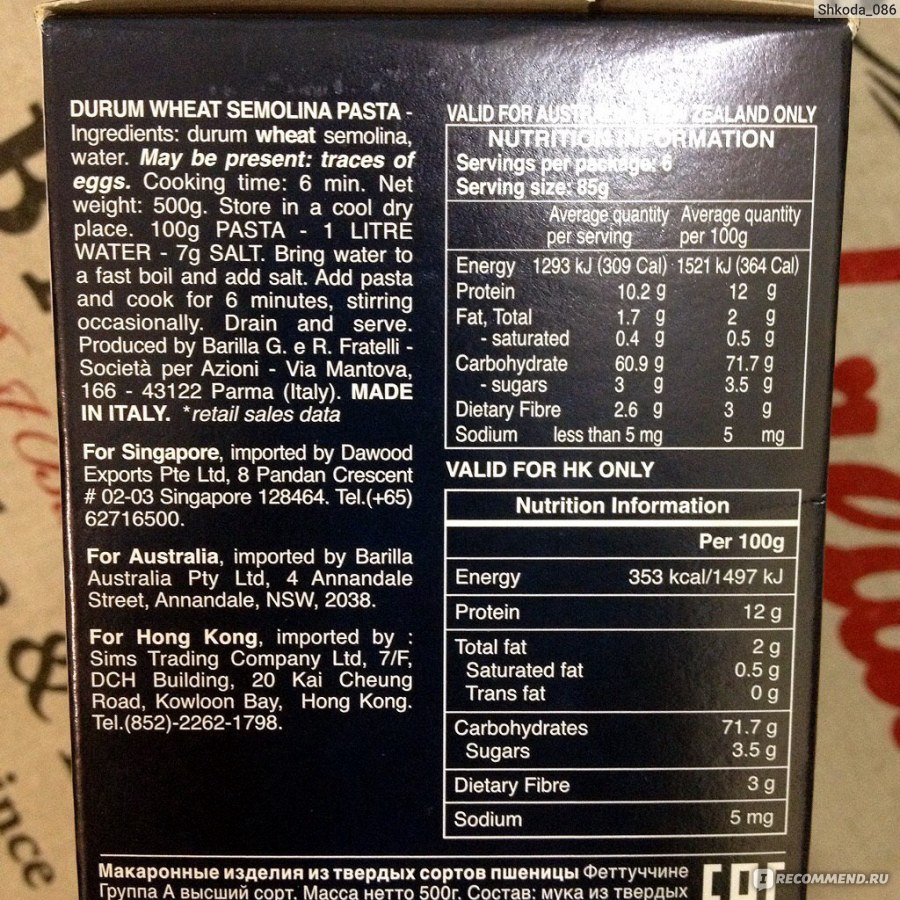 Shkoda_086
DURUM WHEAT SEMOLINA PASTA -
Ingredients: durum wheat semolina,
water. May be present: traces of
eggs. Cooking time: 6 min. Net
weight: 500g. Store in a cool dry
place. 100g PASTA - 1 LITRE
WATER - 7g SALT. Bring water to
a fast boil and add salt. Add pasta
and cook for 6 minutes, stirring
occasionally. Drain and serve.
Produced by Barilla G. e R. Fratelli -
Società per Azioni - Via Mantova,
166 - 43122 Parma (Italy). MADE
IN ITALY. *retail sales data
For Singapore, imported by Dawood
Exports Pte Ltd, 8 Pandan Crescent
# 02-03 Singapore 128464. Tel.(+65)
62716500.
For Australia, imported by Barilla
Australia Pty Ltd, 4 Annandale
Street, Annandale, NSW, 2038.
For Hong Kong, imported by :
Sims Trading Company Ltd, 7/F,
DCH Building, 20 Kai Cheung
Road, Kowloon Bay, Hong Kong.
Tel.(852)-2262-1798.
VALID FOR ZEALAND ONLY
NUTRITION INFORMATION
Servings per package: 6
Serving size: 85g
Average quantity per serving Average quantity per 100g
Energy 1293 kJ (309 Cal) 1521 kJ (364 Cal)
Protein 10.2 g 12 g
Fat, Total 1.7 g 2 g
- saturated 0.4 g 0.5 g
Carbohydrate 60.9 g 71.7 g
- sugars 3 g 3.5 g
Dietary Fibre 2.6 g 3 g
Sodium less than 5 mg 5 mg
VALID FOR HK ONLY
Nutrition Information
Per 100g
Energy 353 kcal/1497 kJ
Protein 12 g
Total fat 2 g
Saturated fat 0.5 g
Trans fat 0 g
Carbohydrates 71.7 g
Sugars 3.5 g
Dietary Fibre 3 g
Sodium 5 mg
Макаронные изделия из твердых сортов пшеницы Феттуччине
Группа А высший сорт. Масса нетто 500г. Состав: мука из твердых
EAC
RECOMMEND.RU
&
ince